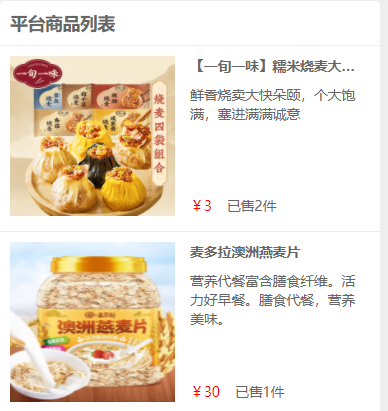 平台商品列表
一旬一味
烧麦四袋组合
【一旬一味】糯米烧麦大...
鲜香烧卖大快朵颐，个大饱
满，塞进满满诚意
￥3 已售2件
澳洲燕麦片
麦多拉澳洲燕麦片
营养代餐富含膳食纤维。活
力好早餐。膳食代餐，营养
美味。
￥30 已售1件